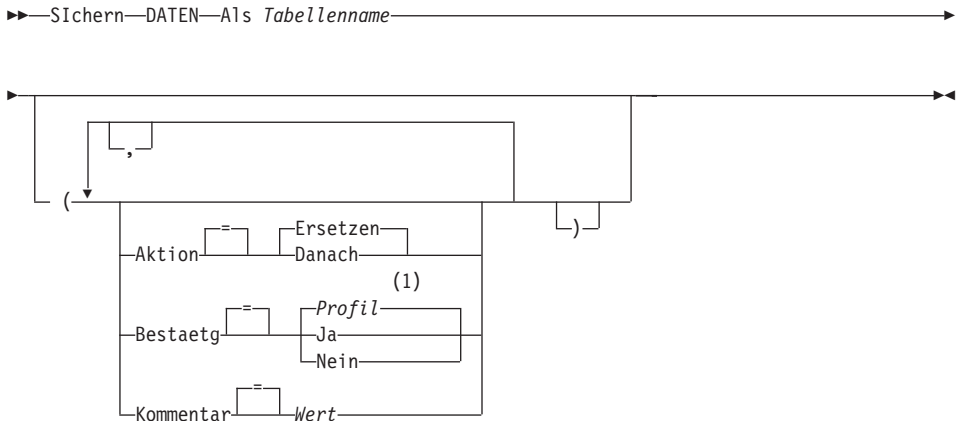 SIchern DATEN Als Tabellenname
,
( )
= Ersetzen
Aktion Danach
(1)
= Profil
Bestaetg Ja
Nein
=
Kommentar Wert